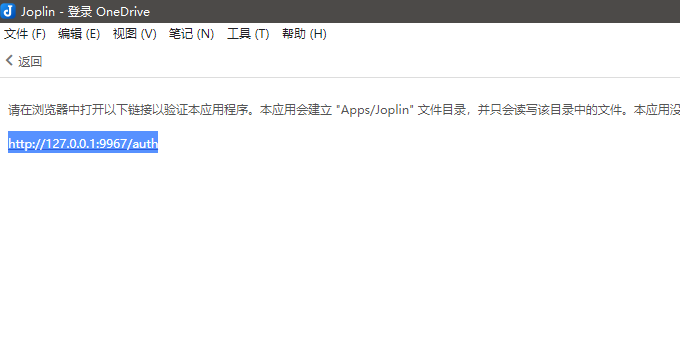 Joplin - 登录 OneDrive
文件 (F) 编辑 (E) 视图 (V) 笔记 (N) 工具 (T) 帮助 (H)
返回
请在浏览器中打开以下链接以验证本应用程序。本应用会建立 "Apps/Joplin" 文件目录，并只会读写该目录中的文件。本应用没
http://127.0.0.1:9967/auth